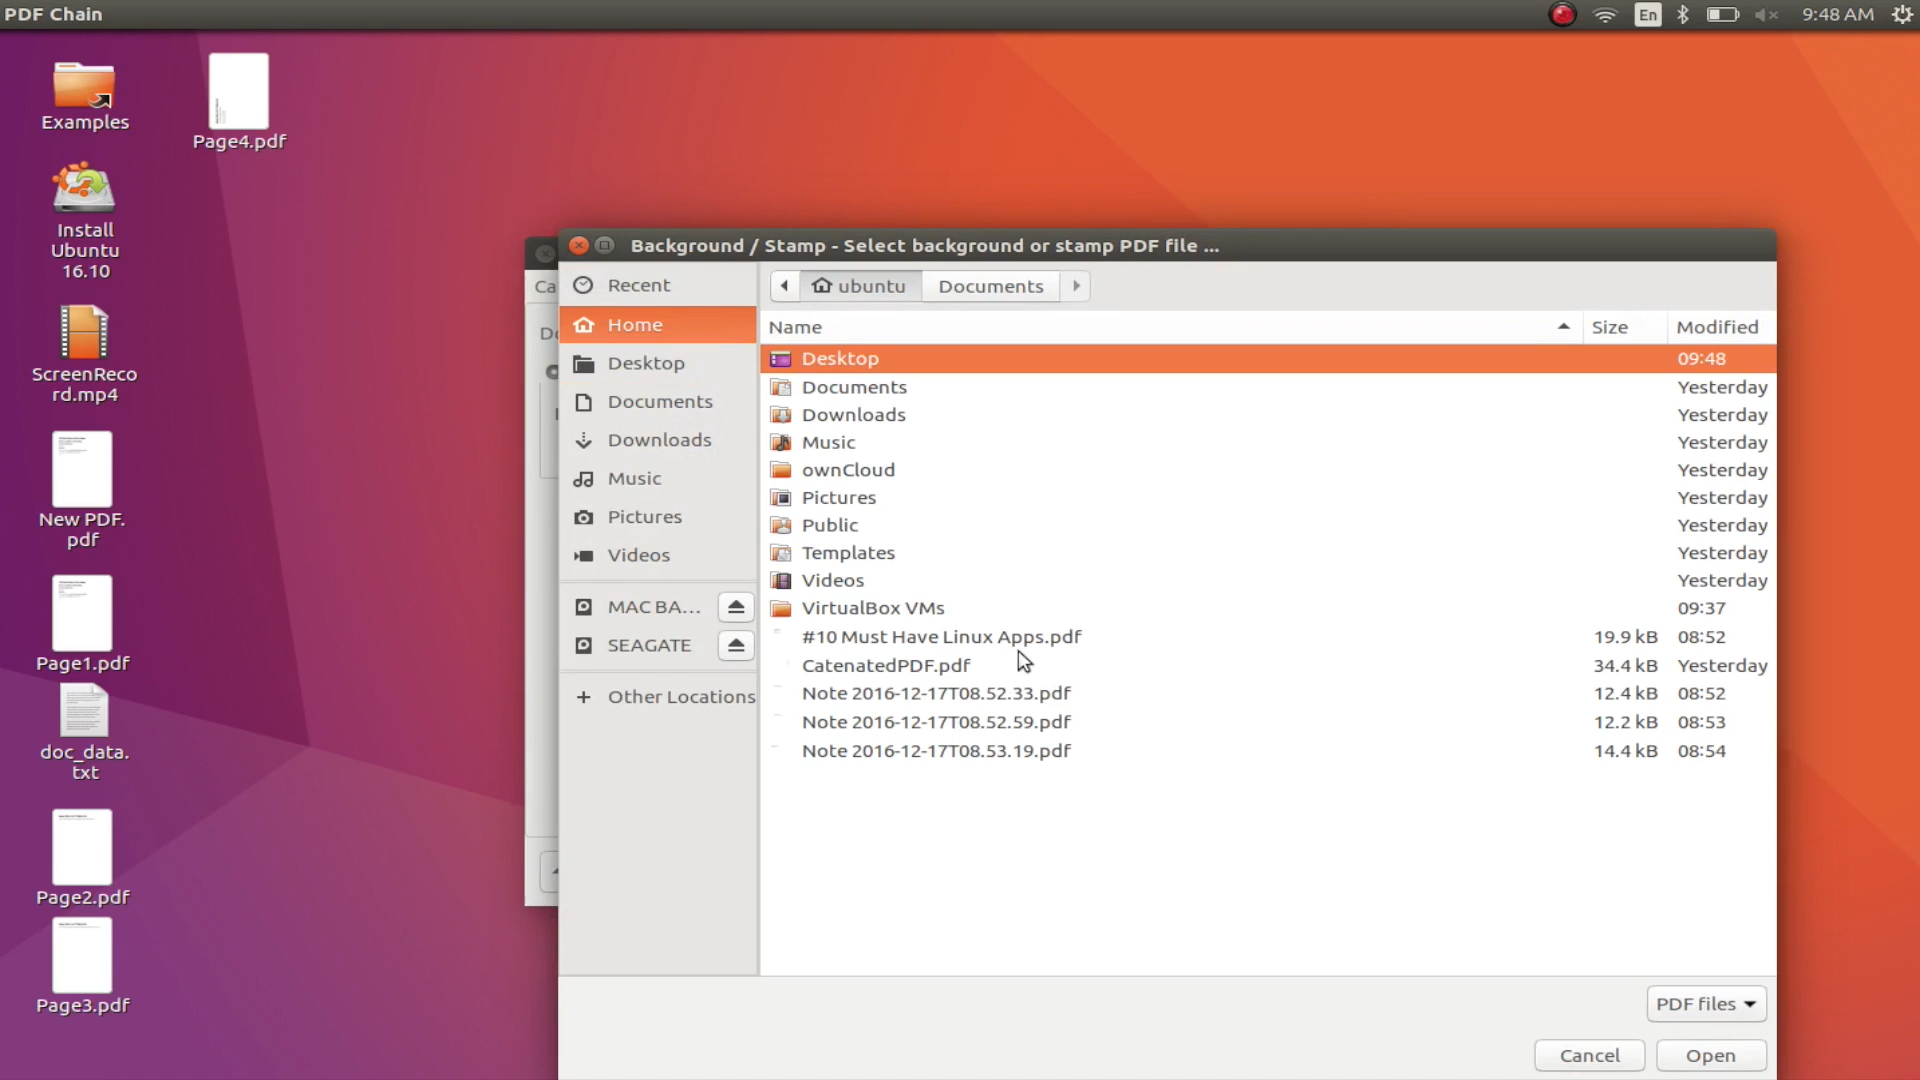 PDF Chain
En
9:48 AM
Examples
Page4.pdf
Install
Ubuntu
16.10
ScreenReco
rd.mp4
New PDF.
pdf
Page1.pdf
doc_data.
txt
Page2.pdf
Page3.pdf
Background / Stamp - Select background or stamp PDF file ...
Ca
Do
Recent
Home
Desktop
Documents
Downloads
Music
Pictures
Videos
MAC BA...
SEAGATE
+ Other Locations
ubuntu Documents
Name Size Modified
Desktop 09:48
Documents Yesterday
Downloads Yesterday
Music Yesterday
ownCloud Yesterday
Pictures Yesterday
Public Yesterday
Templates Yesterday
Videos Yesterday
VirtualBox VMs 09:37
#10 Must Have Linux Apps.pdf 19.9 kB 08:52
CatenatedPDF.pdf 34.4 kB Yesterday
Note 2016-12-17T08.52.33.pdf 12.4 kB 08:52
Note 2016-12-17T08.52.59.pdf 12.2 kB 08:53
Note 2016-12-17T08.53.19.pdf 14.4 kB 08:54
PDF files
Cancel Open